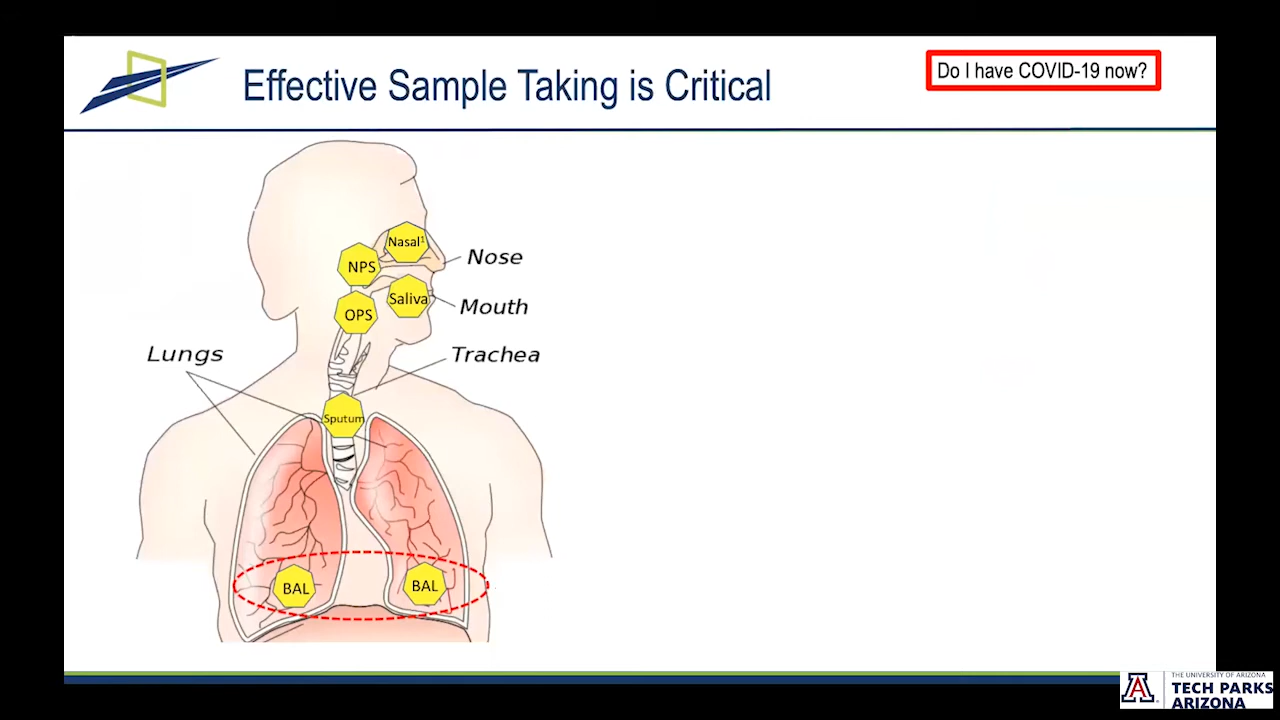 Effective Sample Taking is Critical
Do I have COVID-19 now?
Nasal¹
NPS
Nose
Saliva
Mouth
OPS
Lungs
Trachea
Sputum
BAL
BAL
THE UNIVERSITY OF ARIZONA
A
TECH PARKS
ARIZONA